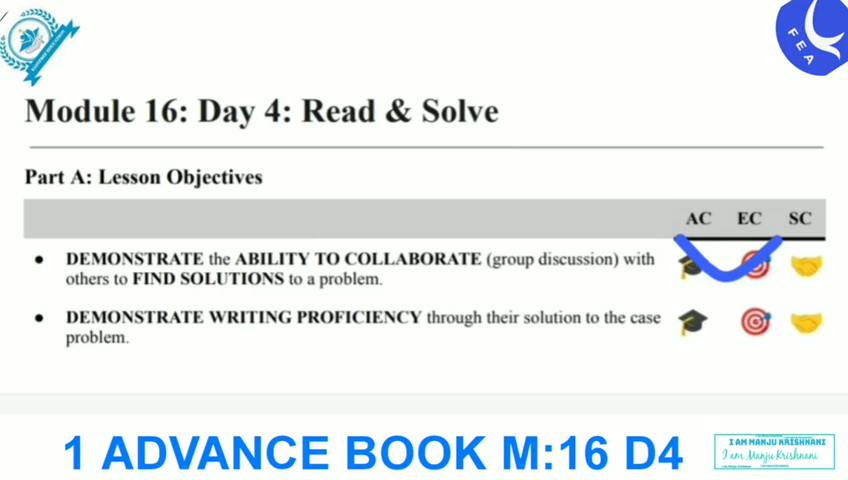 FEA
Module 16: Day 4: Read & Solve
Part A: Lesson Objectives
AC EC SC
• DEMONSTRATE the ABILITY TO COLLABORATE (group discussion) with
others to FIND SOLUTIONS to a problem.
• DEMONSTRATE WRITING PROFICIENCY through their solution to the case
problem.
1 ADVANCE BOOK M:16 D4
I AM MANJU KRISHNANI
I am Manju Krishnani